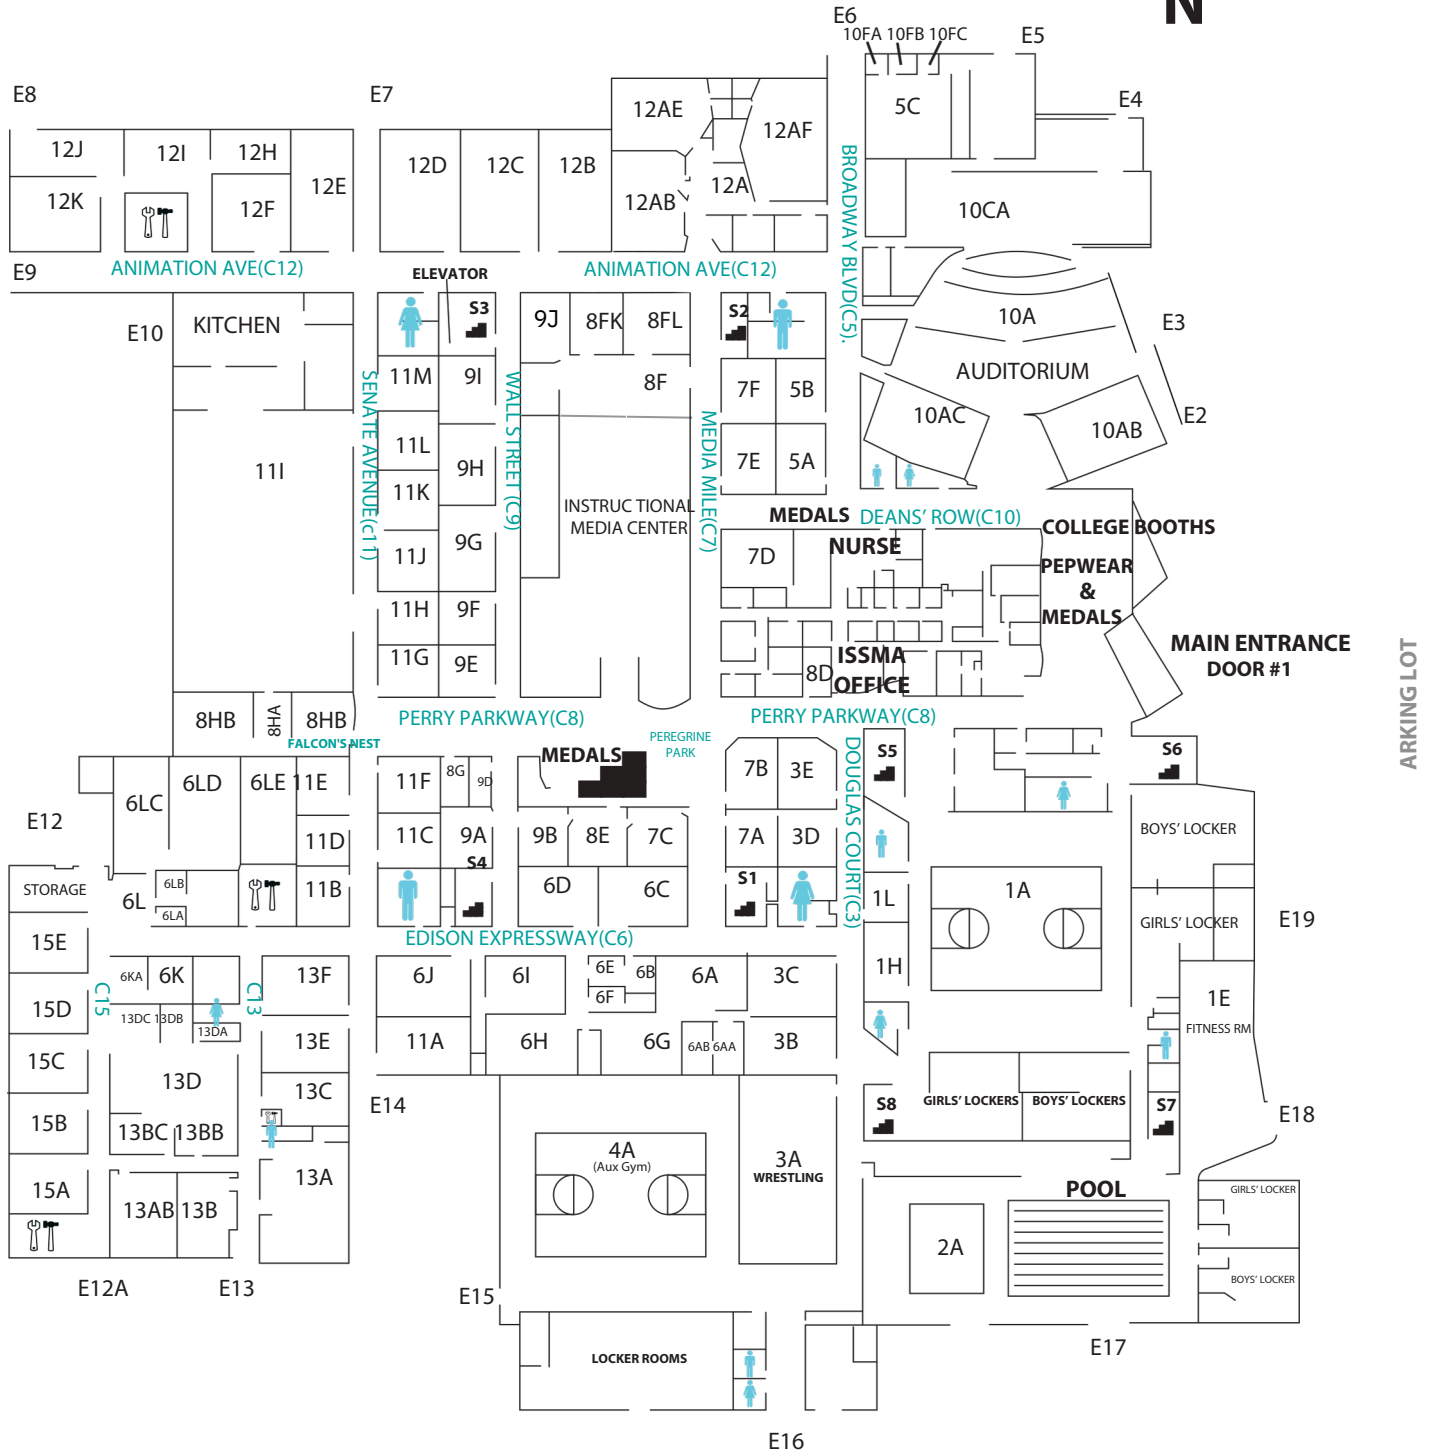 N
E6
10FA 10FB 10FC
E5
E8
E7
E4
12AE
5C
12AF
12J
12I
12H
12D
12C
12B
12E
12A
12K
12F
12AB
10CA
BROADWAY BLVD(C5).
ANIMATION AVE(C12)
ANIMATION AVE(C12)
E9
ELEVATOR
E10
KITCHEN
S3
9J
8FK
8FL
S2
10A
E3
11M
9I
8F
7F
5B
AUDITORIUM
SENATE AVENUE(c11)
WALL STREET (C9)
MEDIA MILE(C7)
10AC
10AB
E2
11I
11L
9H
7E
5A
11K
INSTRUC TIONAL
MEDIA CENTER
MEDALS
DEANS' ROW(C10)
COLLEGE BOOTHS
11J
9G
7D
NURSE
PEPWEAR
&
MEDALS
11H
9F
11G
9E
8D
ISSMA
OFFICE
MAIN ENTRANCE
DOOR #1
ARKING LOT
8HB
8HA
8HB
PERRY PARKWAY(C8)
PERRY PARKWAY(C8)
FALCON'S NEST
PEREGRINE
PARK
MEDALS
S5
S6
6LC
6LD
6LE
11E
11F
8G
9D
7B
3E
DOUGLAS COURT(C3)
E12
11D
11C
9A
9B
8E
7C
7A
3D
BOYS' LOCKER
STORAGE
6L
6LB
6LA
11B
S4
6D
6C
S1
1L
1A
GIRLS' LOCKER
E19
15E
EDISON EXPRESSWAY(C6)
6KA
6K
13F
6J
6I
6E
6B
6A
3C
1H
C15
C13
6F
1E
FITNESS RM
15D
13DC
13DB
13DA
13E
11A
6H
6G
6AB
6AA
3B
15C
13D
13C
E14
S8
GIRLS' LOCKERS
BOYS' LOCKERS
S7
E18
15B
13BC
13BB
4A
(Aux Gym)
3A
WRESTLING
13A
15A
13AB
13B
POOL
GIRLS' LOCKER
2A
BOYS' LOCKER
E12A
E13
E15
E17
LOCKER ROOMS
E16